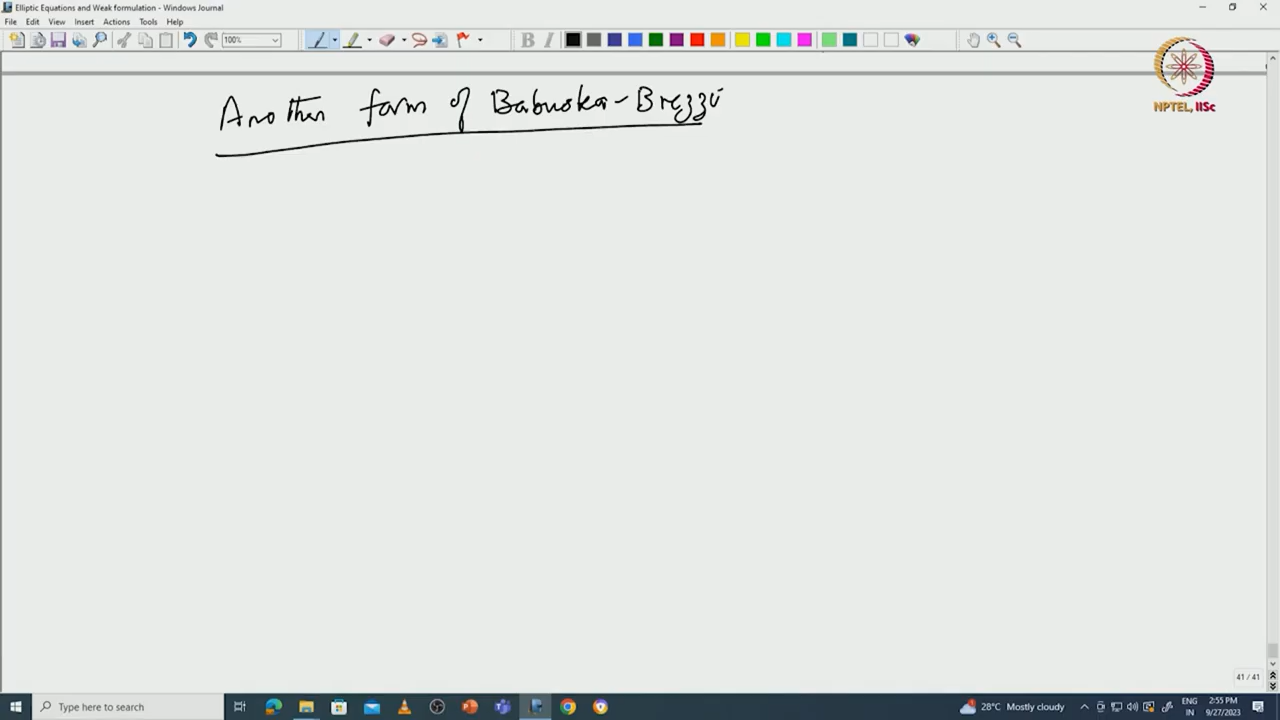 Elliptic Equations and Weak formulation - Windows Journal
File Edit View Insert Actions Tools Help
100%
NPTEL, IISc
Another form of Babuska-Brezzi
41 / 41
Type here to search
28°C Mostly cloudy
ENG
IN
2:55 PM
9/27/2023